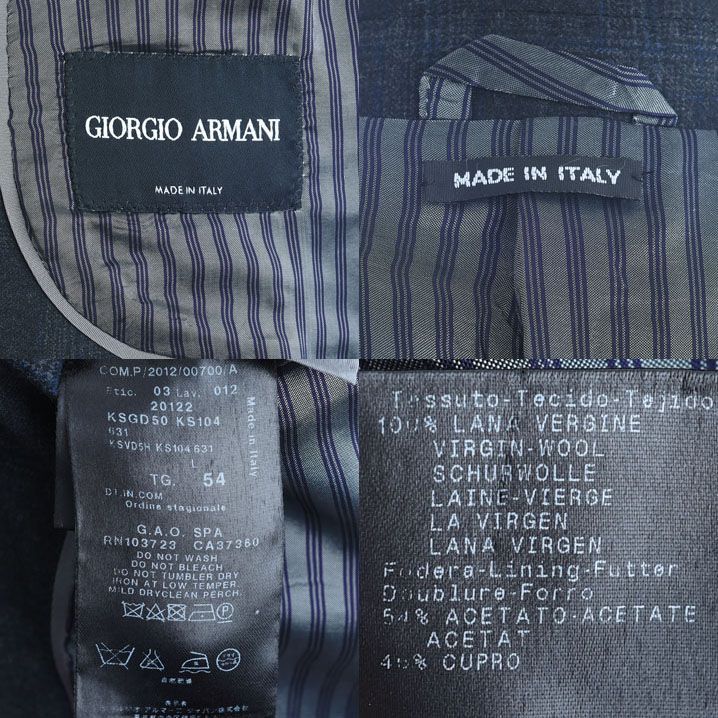 GIORGIO ARMANI
MADE IN ITALY
MADE IN ITALY
COM.P/2012/00700/A
Etic. 03 Lav. 012
20122
KSGD50 KS104
631
KSVD5H KS104 631
L
TG. 54
Made in Italy
DT.IN.COM
Ordine stagionale
G.A.O. SPA
RN103723 CA37360
DO NOT WASH
DO NOT BLEACH
DO NOT TUMBLER DRY
IRON AT LOW TEMPER.
MILD DRYCLEAN PERCH.
Tessuto-Tecido-Tejido
100% LANA VERGINE
VIRGIN-WOOL
SCHURWOLLE
LAINE-VIERGE
LA VIRGEN
LANA VIRGEN
Fodera-Lining-Futter
Doublure-Forro
54% ACETATO-ACETATE
ACETAT
46% CUPRO